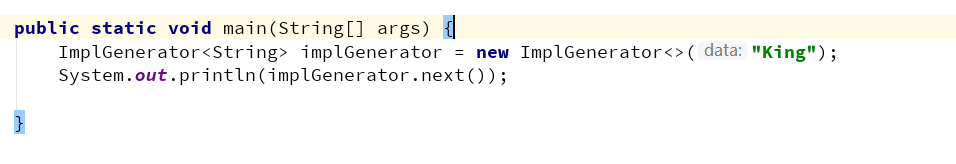 public static void main(String[] args) {
    ImplGenerator<String> implGenerator = new ImplGenerator<>( data: "King");
    System.out.println(implGenerator.next());
}